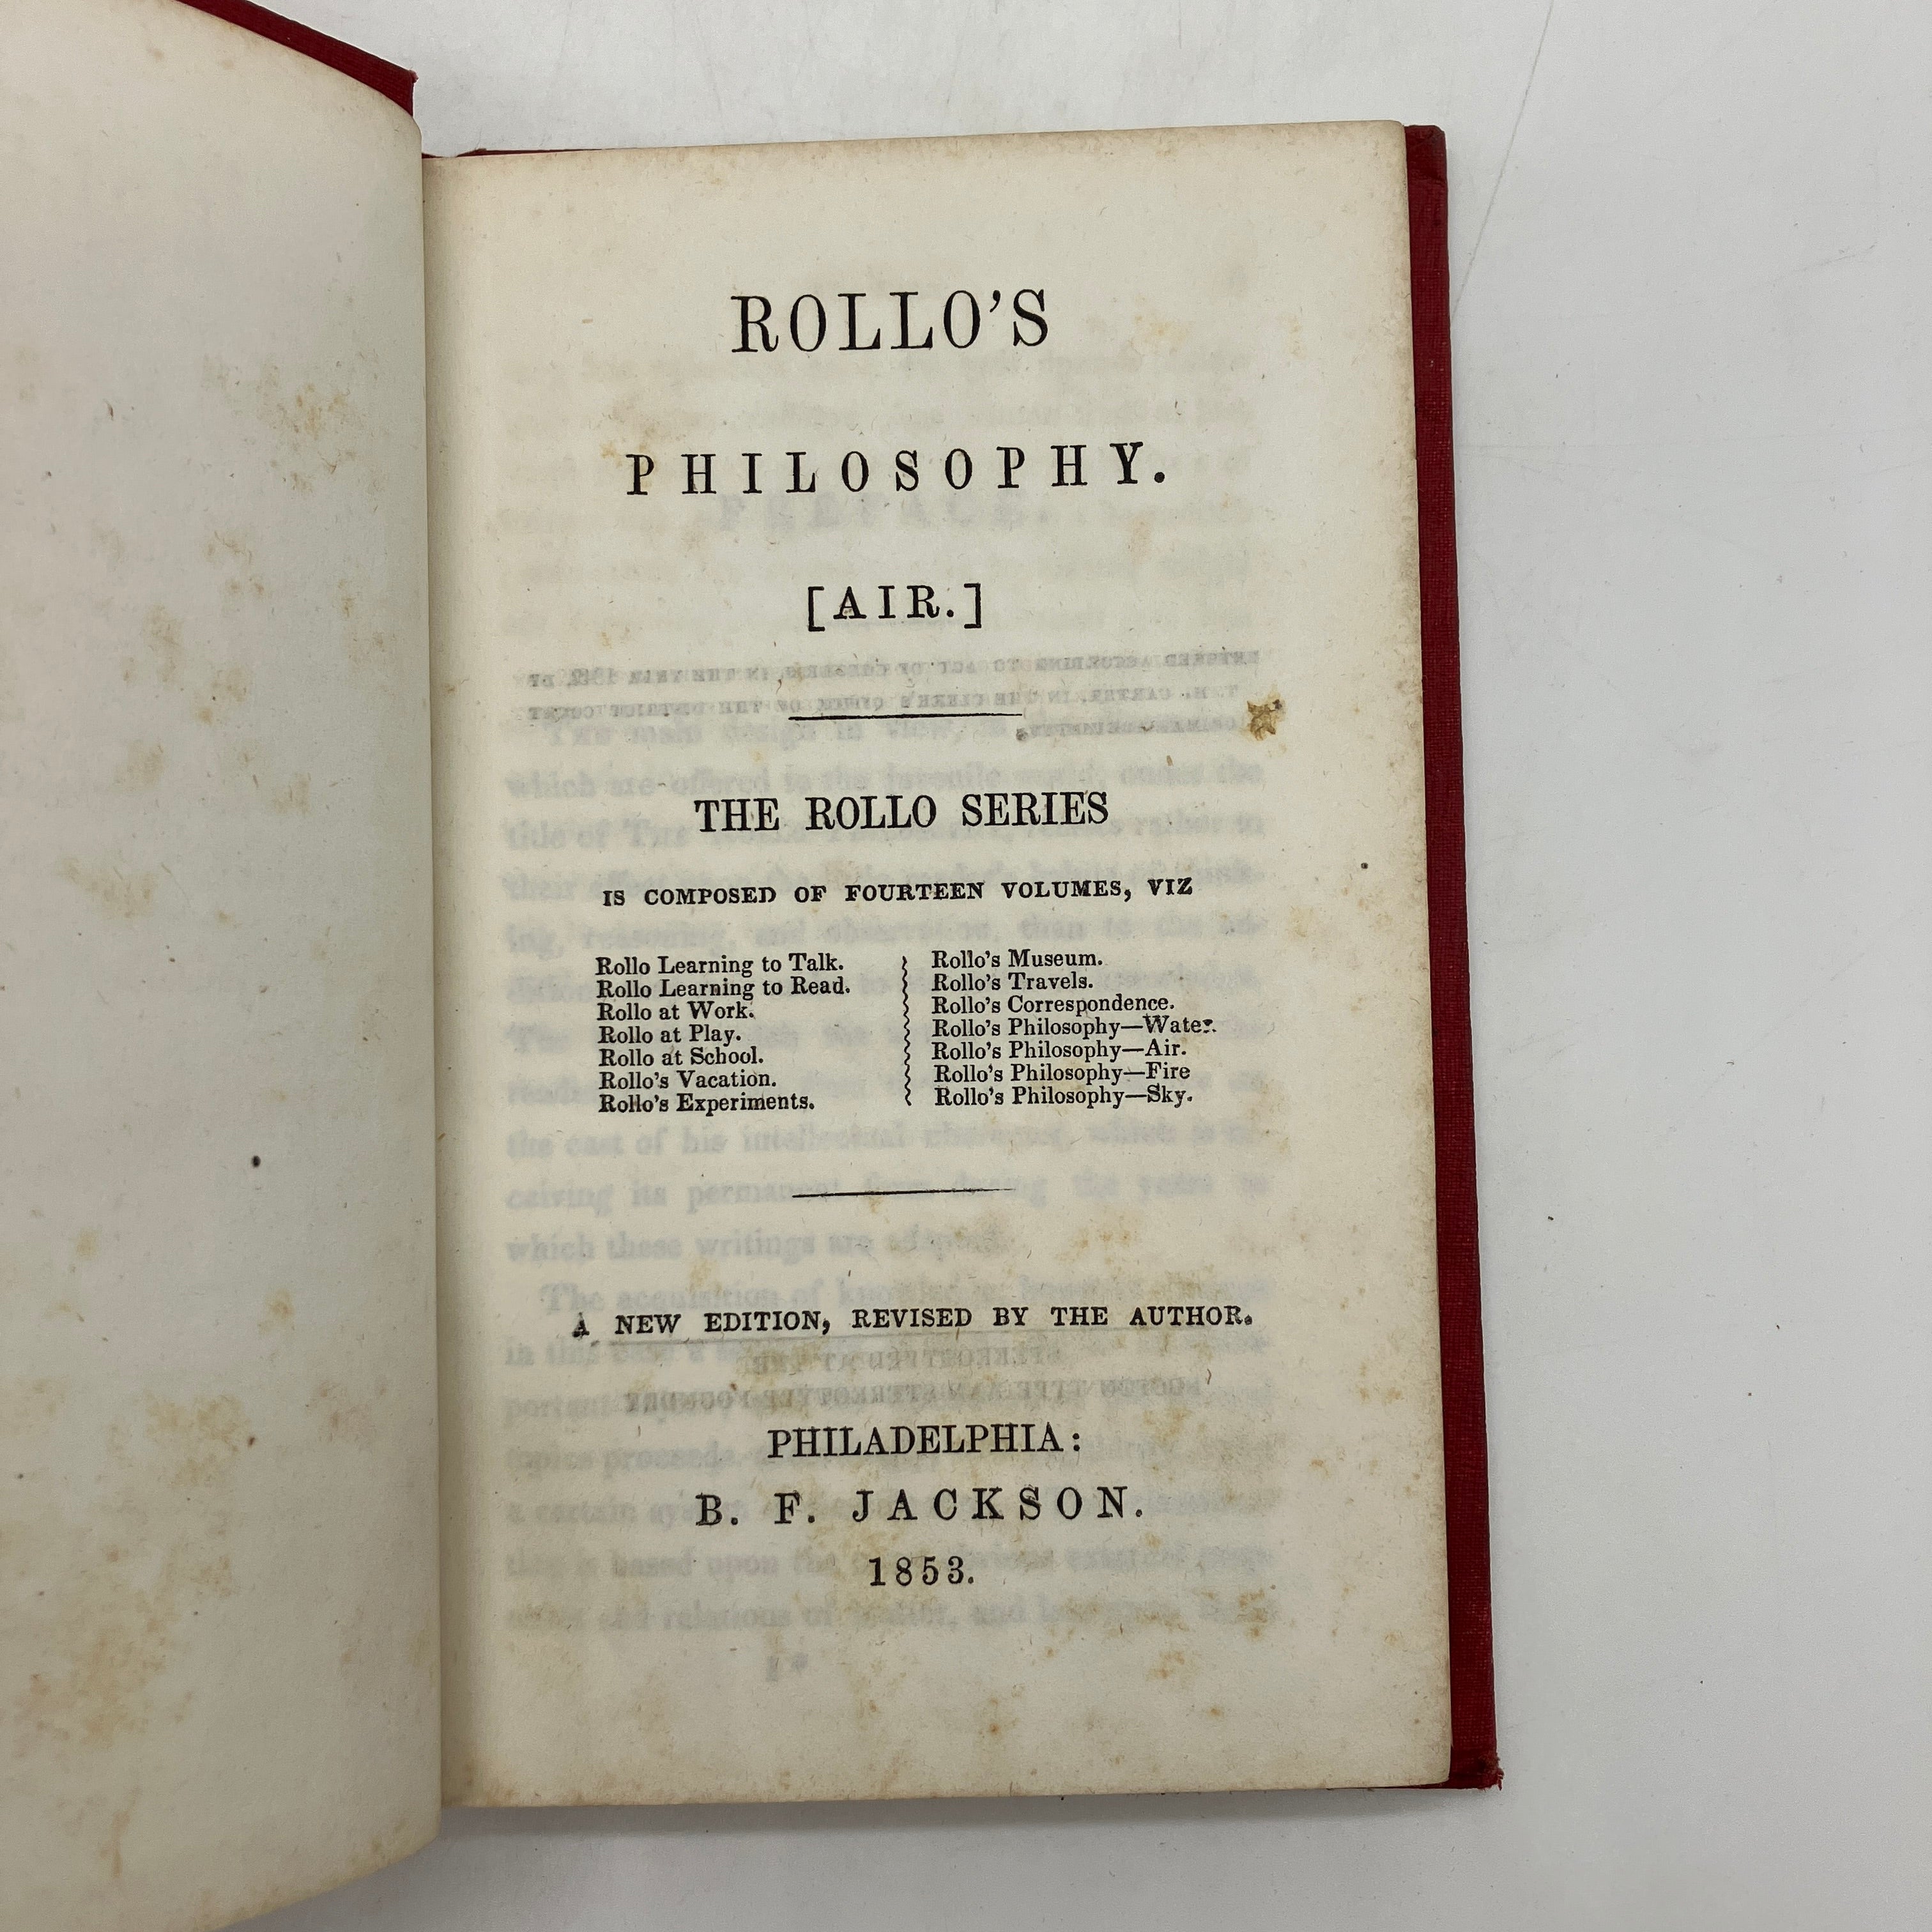 ROLLO'S
PHILOSOPHY.
[AIR.]
THE ROLLO SERIES
IS COMPOSED OF FOURTEEN VOLUMES, VIZ
Rollo Learning to Talk.
Rollo Learning to Read.
Rollo at Work.
Rollo at Play.
Rollo at School.
Rollo's Vacation.
Rollo's Experiments.
Rollo's Museum.
Rollo's Travels.
Rollo's Correspondence.
Rollo's Philosophy—Water.
Rollo's Philosophy—Air.
Rollo's Philosophy—Fire
Rollo's Philosophy—Sky.
A NEW EDITION, REVISED BY THE AUTHOR.
PHILADELPHIA:
B. F. JACKSON.
1853.